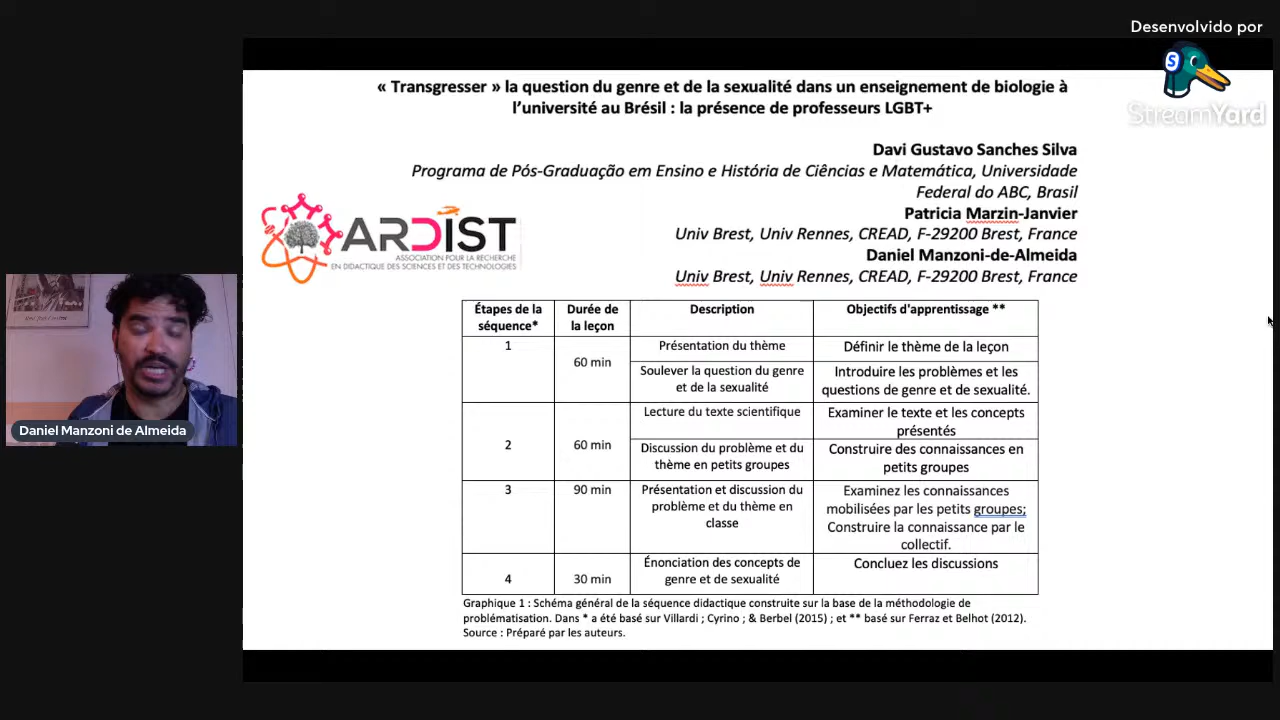 Desenvolvido por
StreamYard
« Transgresser » la question du genre et de la sexualité dans un enseignement de biologie à
l'université au Brésil : la présence de professeurs LGBT+
Davi Gustavo Sanches Silva
Programa de Pós-Graduação em Ensino e História de Ciências e Matemática, Universidade
Federal do ABC, Brasil
Patricia Marzin-Janvier
Univ Brest, Univ Rennes, CREAD, F-29200 Brest, France
Daniel Manzoni-de-Almeida
Univ Brest, Univ Rennes, CREAD, F-29200 Brest, France
ARDIST
ASSOCIATION POUR LA RECHERCHE
EN DIDACTIQUE DES SCIENCES ET DES TECHNOLOGIES
Daniel Manzoni de Almeida
Étapes de la
séquence*
Durée de
la leçon
Description
Objectifs d'apprentissage **
1
60 min
Présentation du thème
Définir le thème de la leçon
Soulever la question du genre
et de la sexualité
Introduire les problèmes et les
questions de genre et de sexualité.
2
60 min
Lecture du texte scientifique
Examiner le texte et les concepts
présentés
Discussion du problème et du
thème en petits groupes
Construire des connaissances en
petits groupes
3
90 min
Présentation et discussion du
problème et du thème en
classe
Examinez les connaissances
mobilisées par les petits groupes;
Construire la connaissance par le
collectif.
4
30 min
Énonciation des concepts de
genre et de sexualité
Concluez les discussions
Graphique 1 : Schéma général de la séquence didactique construite sur la base de la méthodologie de
problématisation. Dans * a été basé sur Villardi ; Cyrino ; & Berbel (2015) ; et ** basé sur Ferraz et Belhot (2012).
Source : Préparé par les auteurs.